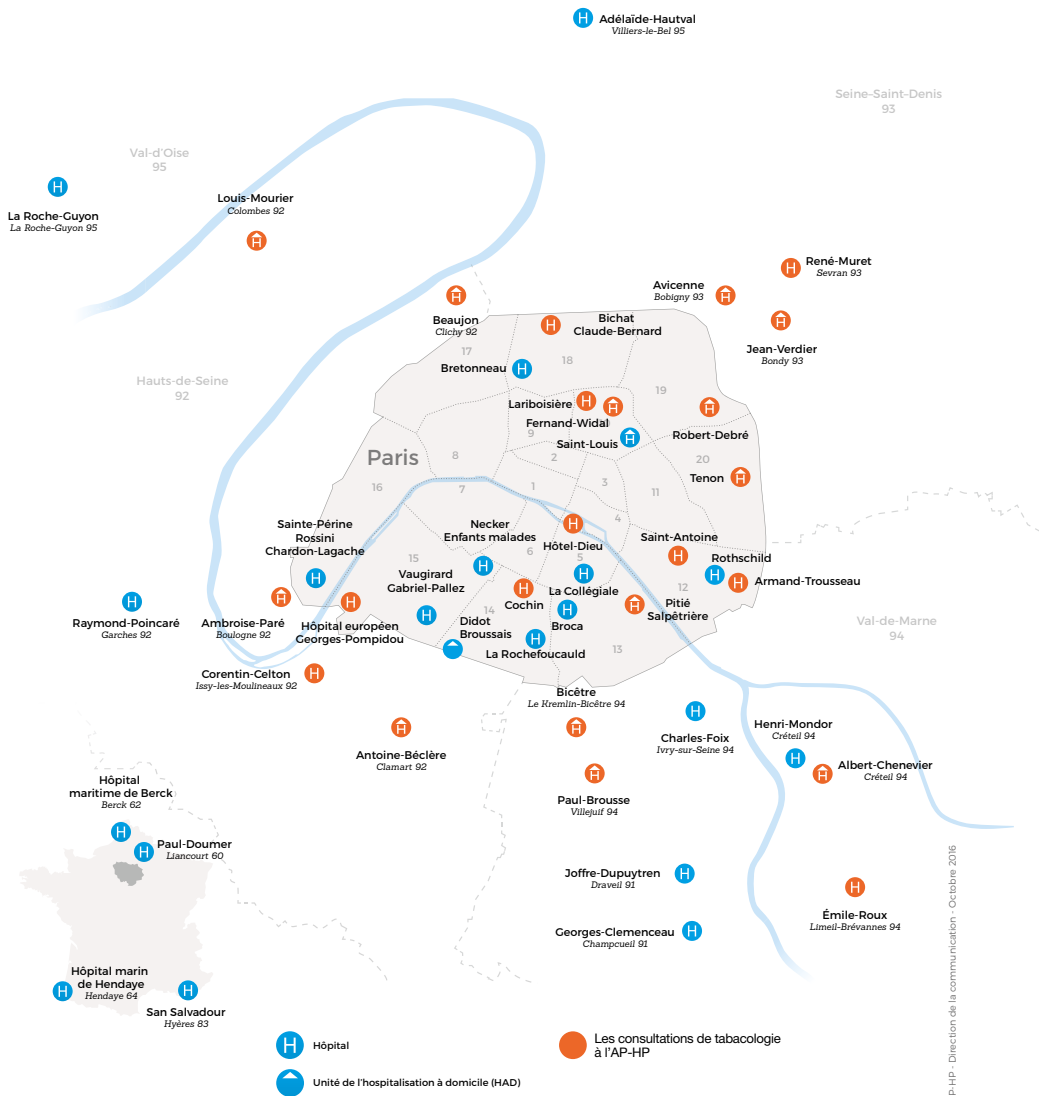 Adélaïde-Hautval
Villiers-le-Bel 95
Seine-Saint-Denis
93
Val-d'Oise
95
La Roche-Guyon
La Roche-Guyon 95
Louis-Mourier
Colombes 92
René-Muret
Sevran 93
Avicenne
Bobigny 93
Beaujon
Clichy 92
Bichat
Claude-Bernard
Jean-Verdier
Bondy 93
17
18
Bretonneau
Hauts-de-Seine
92
19
Lariboisière
Fernand-Widal
9
Saint-Louis
Robert-Debré
Paris
8
2
20
Tenon
16
7
1
3
11
4
Sainte-Périne
Rossini
Chardon-Lagache
Necker
Enfants malades
Hôtel-Dieu
Saint-Antoine
Rothschild
15
6
5
Vaugirard
Gabriel-Pallez
La Collégiale
12
Armand-Trousseau
Raymond-Poincaré
Garches 92
Ambroise-Paré
Boulogne 92
Hôpital européen
Georges-Pompidou
14
Cochin
Didot
Broussais
Broca
Pitié
Salpêtrière
Val-de-Marne
94
La Rochefoucauld
13
Corentin-Celton
Issy-les-Moulineaux 92
Bicêtre
Le Kremlin-Bicêtre 94
Antoine-Béclère
Clamart 92
Charles-Foix
Ivry-sur-Seine 94
Henri-Mondor
Créteil 94
Albert-Chenevier
Créteil 94
Paul-Brousse
Villejuif 94
Hôpital
maritime de Berck
Berck 62
Paul-Doumer
Liancourt 60
Joffre-Dupuytren
Draveil 91
Georges-Clemenceau
Champcueil 91
Émile-Roux
Limeil-Brévannes 94
Hôpital marin
de Hendaye
Hendaye 64
San Salvadour
Hyères 83
H Hôpital
Unité de l'hospitalisation à domicile (HAD)
Les consultations de tabacologie
à l'AP-HP
P-HP - Direction de la communication - Octobre 2016